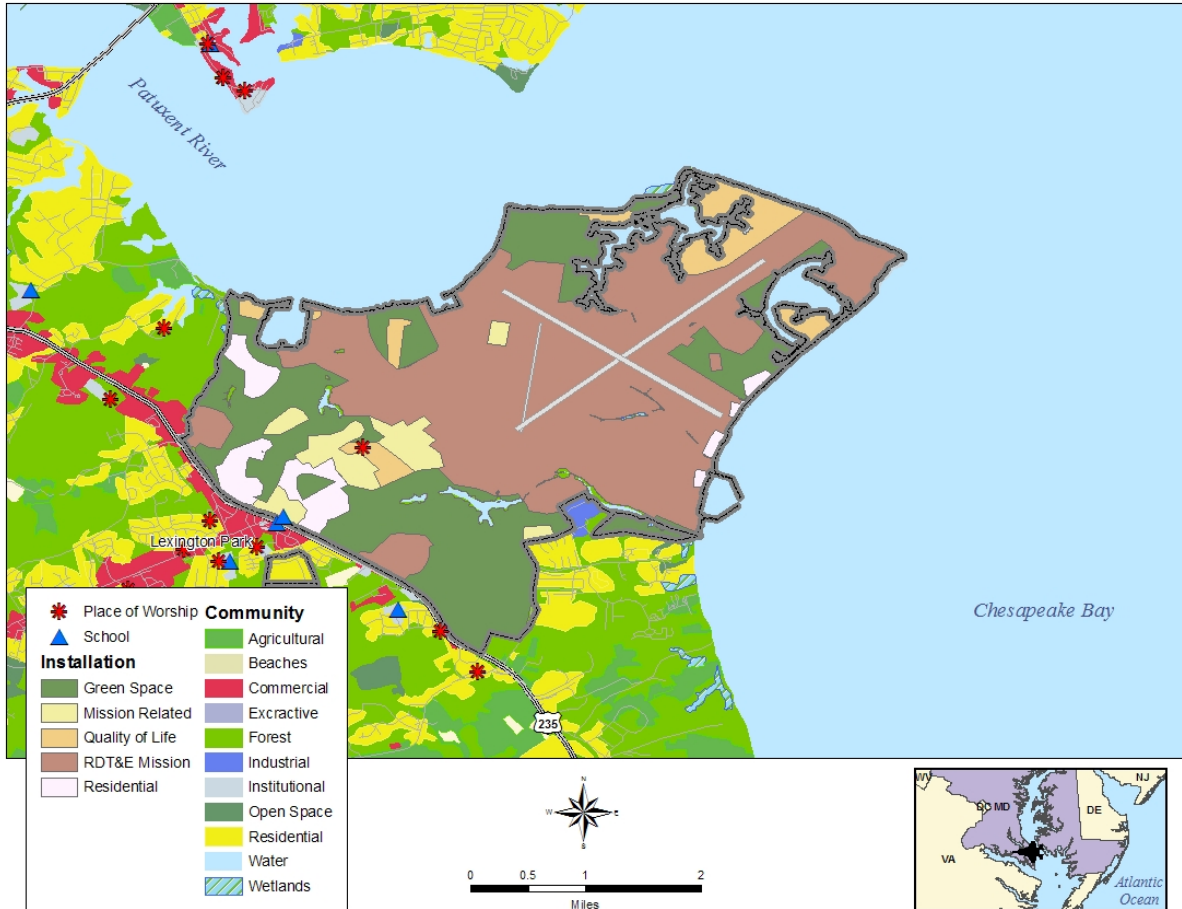 Patuxent River
Lexington Park
Chesapeake Bay
235
Place of Worship
School
Installation
Green Space
Mission Related
Quality of Life
RDT&E Mission
Residential
Community
Agricultural
Beaches
Commercial
Excractive
Forest
Industrial
Institutional
Open Space
Residential
Water
Wetlands
N
W
E
S
0 0.5 1 2
Miles
WV
DC MD
NJ
DE
VA
Atlantic
Ocean